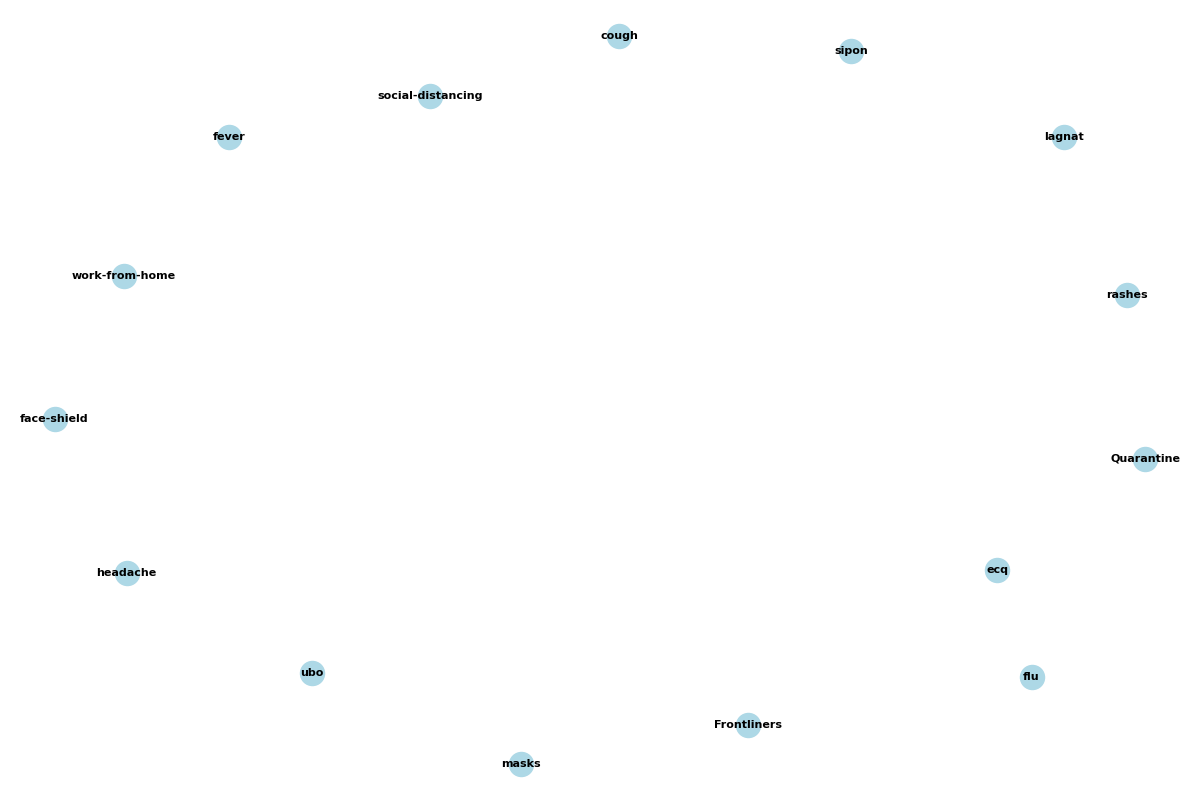 cough
sipon
social-distancing
fever
lagnat
work-from-home
rashes
face-shield
Quarantine
headache
ecq
ubo
flu
Frontliners
masks